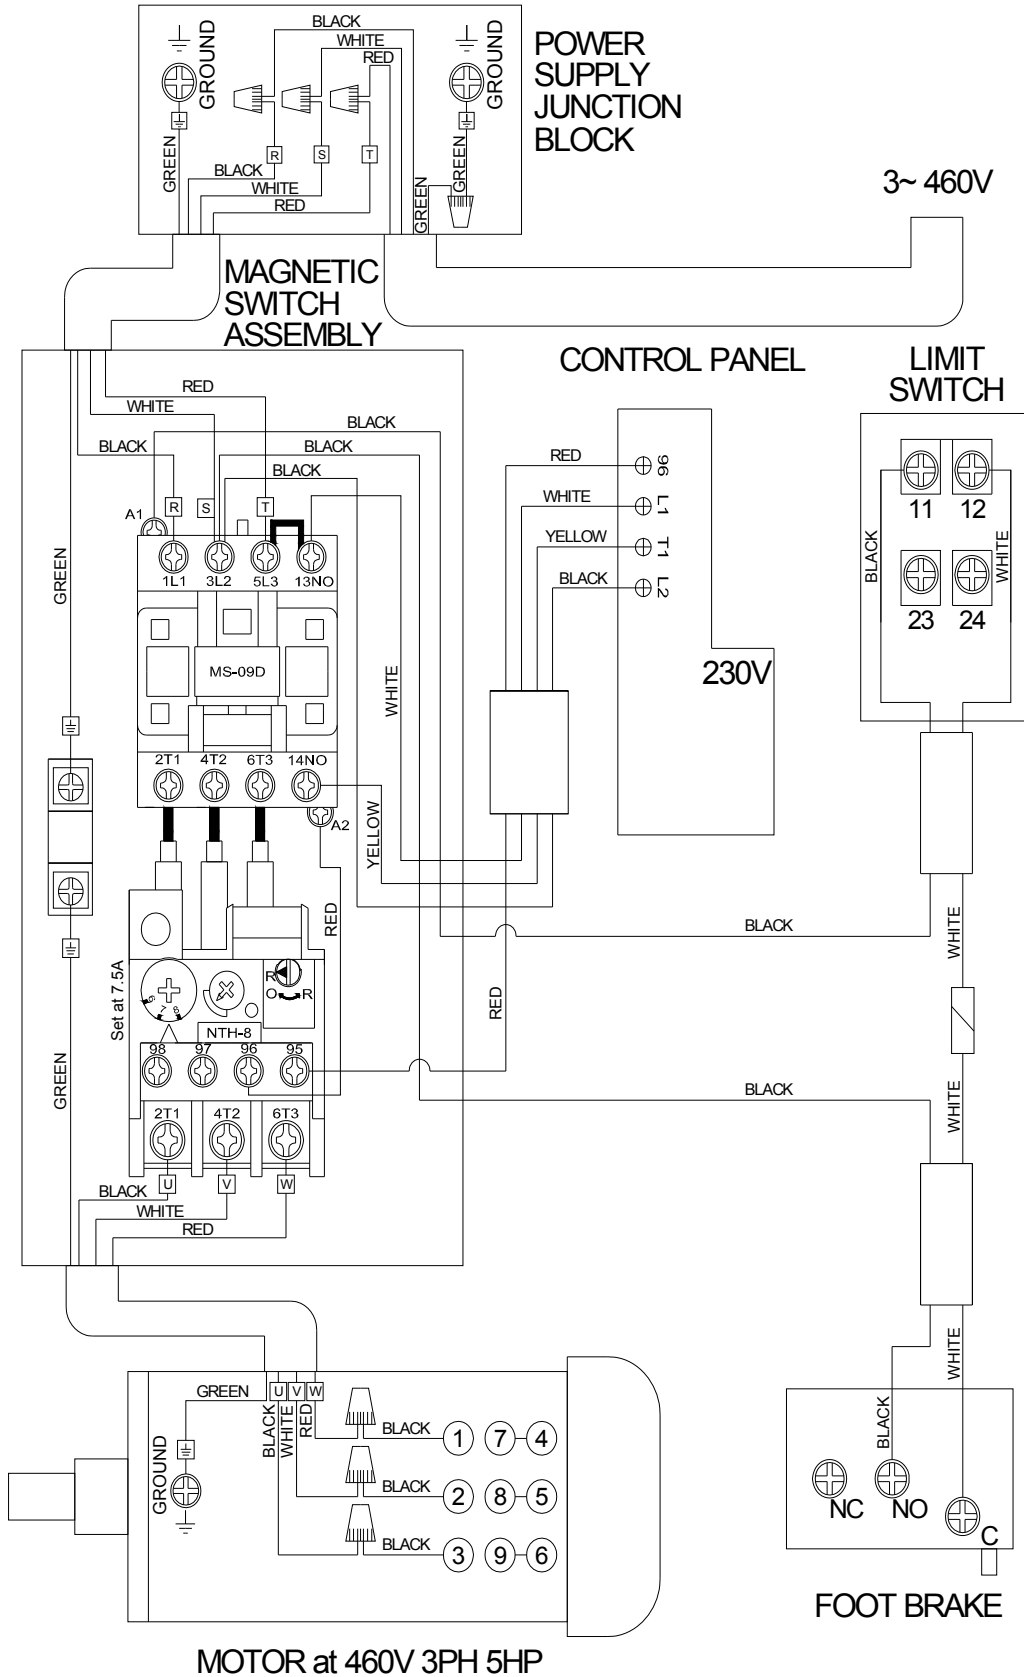 BLACK
WHITE
RED
GROUND
GROUND
POWER
SUPPLY
JUNCTION
BLOCK
R
S
T
GREEN
BLACK
WHITE
RED
GREEN
GREEN
3~ 460V
MAGNETIC
SWITCH
ASSEMBLY
CONTROL PANEL
LIMIT
SWITCH
RED
WHITE
BLACK
BLACK
BLACK
BLACK
A1
R
S
T
1L1
3L2
5L3
13NO
GREEN
MS-09D
2T1
4T2
6T3
14NO
A2
WHITE
YELLOW
RED
RED
WHITE
YELLOW
BLACK
96
L1
T1
L2
230V
11
12
23
24
BLACK
WHITE
BLACK
WHITE
RED
Set at 7.5A
6
7
8
R
O
R
NTH-8
98
97
96
95
GREEN
2T1
4T2
6T3
U
V
W
BLACK
WHITE
RED
BLACK
WHITE
WHITE
GREEN
U
V
W
BLACK
WHITE
RED
GROUND
BLACK
1
7
4
BLACK
2
8
5
BLACK
3
9
6
BLACK
NC
NO
C
FOOT BRAKE
MOTOR at 460V 3PH 5HP